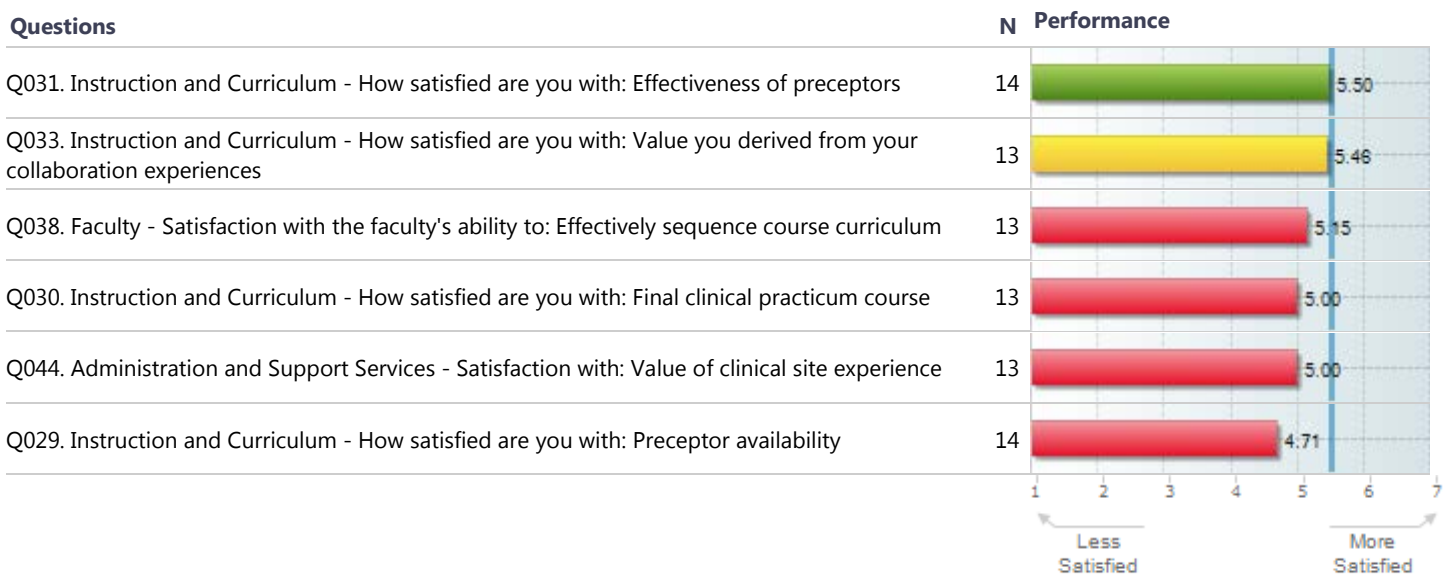 Questions N Performance
Q031. Instruction and Curriculum - How satisfied are you with: Effectiveness of preceptors 14 5.50
Q033. Instruction and Curriculum - How satisfied are you with: Value you derived from your
collaboration experiences 13 5.46
Q038. Faculty - Satisfaction with the faculty's ability to: Effectively sequence course curriculum 13 5.15
Q030. Instruction and Curriculum - How satisfied are you with: Final clinical practicum course 13 5.00
Q044. Administration and Support Services - Satisfaction with: Value of clinical site experience 13 5.00
Q029. Instruction and Curriculum - How satisfied are you with: Preceptor availability 14 4.71
1 2 3 4 5 6 7
Less More
Satisfied Satisfied